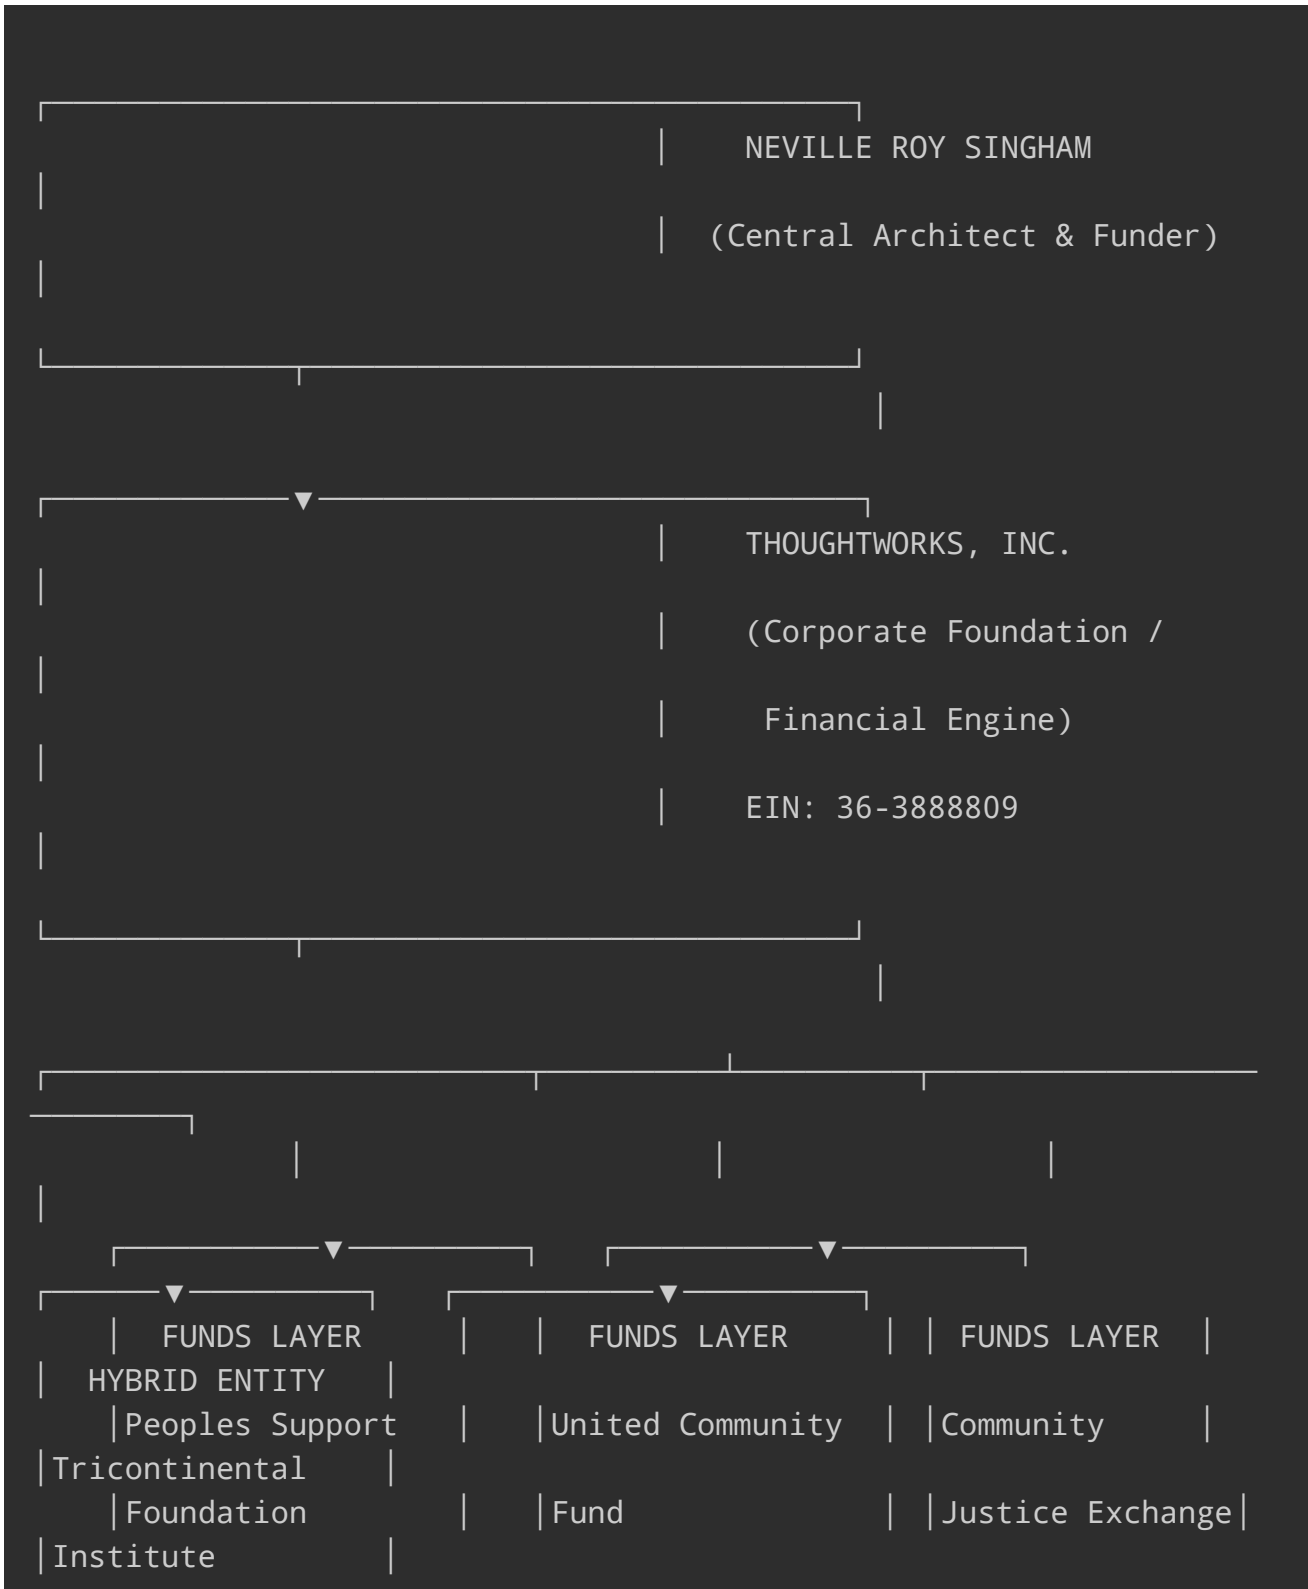 NEVILLE ROY SINGHAM
(Central Architect & Funder)
THOUGHTWORKS, INC.
(Corporate Foundation /
Financial Engine)
EIN: 36-3888809
FUNDS LAYER FUNDS LAYER FUNDS LAYER
HYBRID ENTITY
Peoples Support United Community Community
Tricontinental
Foundation Fund Justice Exchange
Institute